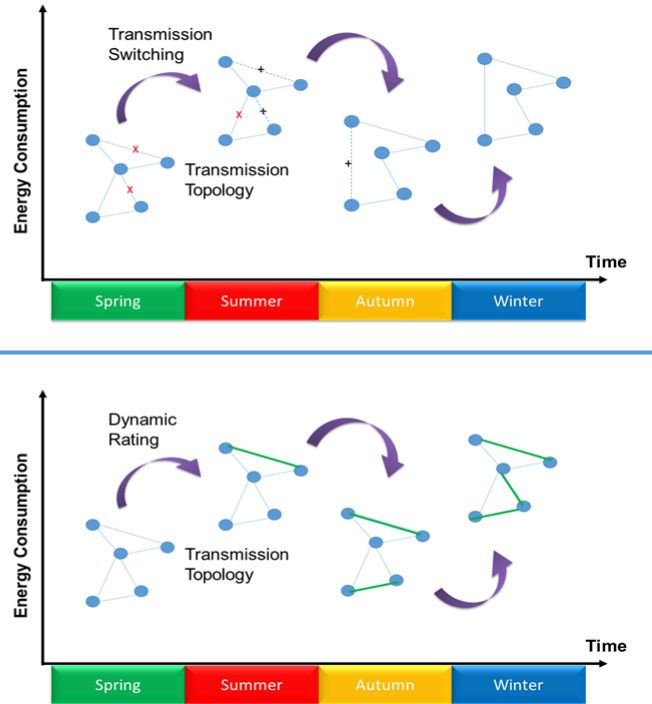 Transmission
Switching
Energy Consumption
x
x
x
+
+
+
Transmission
Topology
Time
Spring
Summer
Autumn
Winter
Dynamic
Rating
Energy Consumption
Transmission
Topology
Time
Spring
Summer
Autumn
Winter